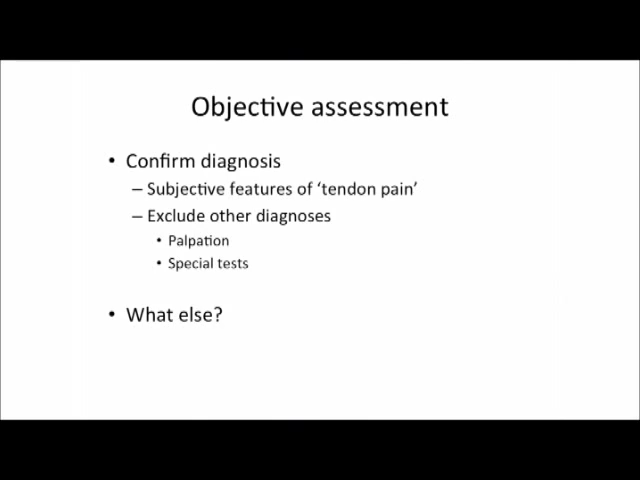 Objective assessment
• Confirm diagnosis
– Subjective features of ‘tendon pain’
– Exclude other diagnoses
• Palpation
• Special tests
• What else?